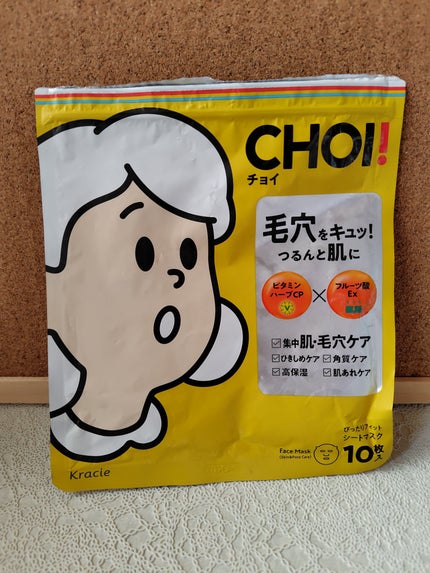 CHOI!
チョイ
毛穴をキュッ!
つるんと肌に
ビタミン
ハーブCP
×
フルーツ酸
Ex
集中肌・毛穴ケア
ひきしめケア 角質ケア
高保湿 肌あれケア
ぴったりフィット
シートマスク
Face Mask
(Skin&Pore Care)
10枚入
Kracie